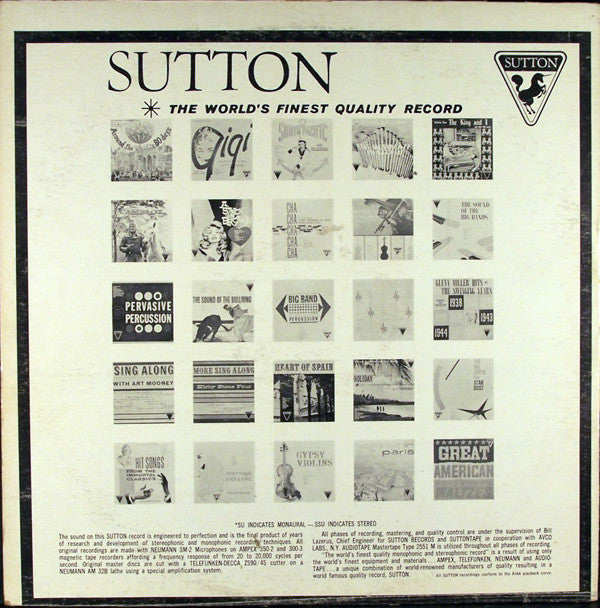 SUTTON
SUTTON
* THE WORLD'S FINEST QUALITY RECORD
Around the World in 80 days
Gigi
SOUTH PACIFIC
The King and I
CHA
CHA
CHA
CHA
CHA
THE SOUND
OF THE
BIG BANDS
PERVASIVE
PERCUSSION
THE SOUND OF THE BULLRING
BIG BAND
PERCUSSION
GLENN MILLER HITS
THE SWINGING YEARS
1938
1943
1944
SING ALONG
WITH ART MOONEY
MORE SING ALONG
HEART OF SPAIN
HOLIDAY
STAR
DUST
HIT SONGS
FROM THE
IMMORTAL
CLASSICS
GYPSY
VIOLINS
paris
GREAT
AMERICAN
WALTZES
*SU INDICATES MONAURAL—SSU INDICATES STEREO
The sound on this SUTTON record is engineered to perfection and is the final product of years
of research and development of stereophonic and monophonic recording techniques. All
original recordings are made with NEUMANN SM-2 Microphones on AMPEX 350-2 and 300-3
magnetic tape recorders affording a frequency response of from 20 to 20,000 cycles per
second. Original master discs are cut with a TELEFUNKEN-DECCA, ZS90/45 cutter on a
NEUMANN AM 32B lathe using a special amplification system.
All phases of recording, mastering, and quality control are under the supervision of Bill
Lazerus, Chief Engineer for SUTTON RECORDS and SUTTONTAPE in cooperation with AVCO
LABS., N.Y. AUDIOTAPE Mastertape Type 2551 M is utilized throughout all phases of recording.
"The world's finest quality monophonic and stereophonic record" is a result of using only
the world's finest equipment and materials . . . AMPEX, TELEFUNKEN, NEUMANN and AUDIO-
TAPE . . . a unique combination of world-renowned manufacturers of quality resulting in a
world famous quality record, SUTTON.
All SUTTON recordings conform to the RIAA playback curve.